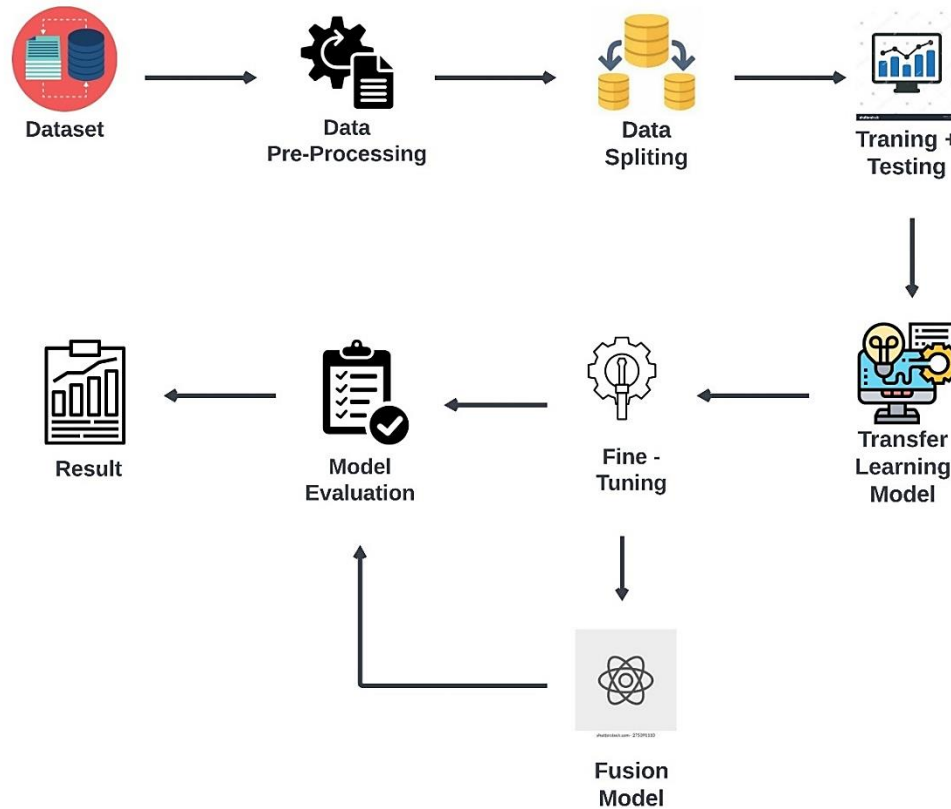 Dataset
Data
Pre-Processing
Data
Spliting
Traning +
Testing
Transfer
Learning
Model
Fine -
Tuning
Model
Evaluation
Result
Fusion
Model